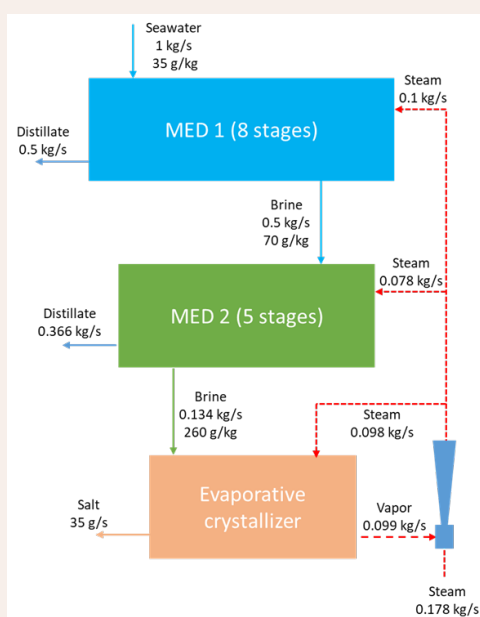 Seawater
1 kg/s
35 g/kg
Steam
0.1 kg/s
MED 1 (8 stages)
Distillate
0.5 kg/s
Brine
0.5 kg/s
70 g/kg
Steam
0.078 kg/s
MED 2 (5 stages)
Distillate
0.366 kg/s
Brine
0.134 kg/s
260 g/kg
Steam
0.098 kg/s
Evaporative
crystallizer
Salt
35 g/s
Vapor
0.099 kg/s
Steam
0.178 kg/s